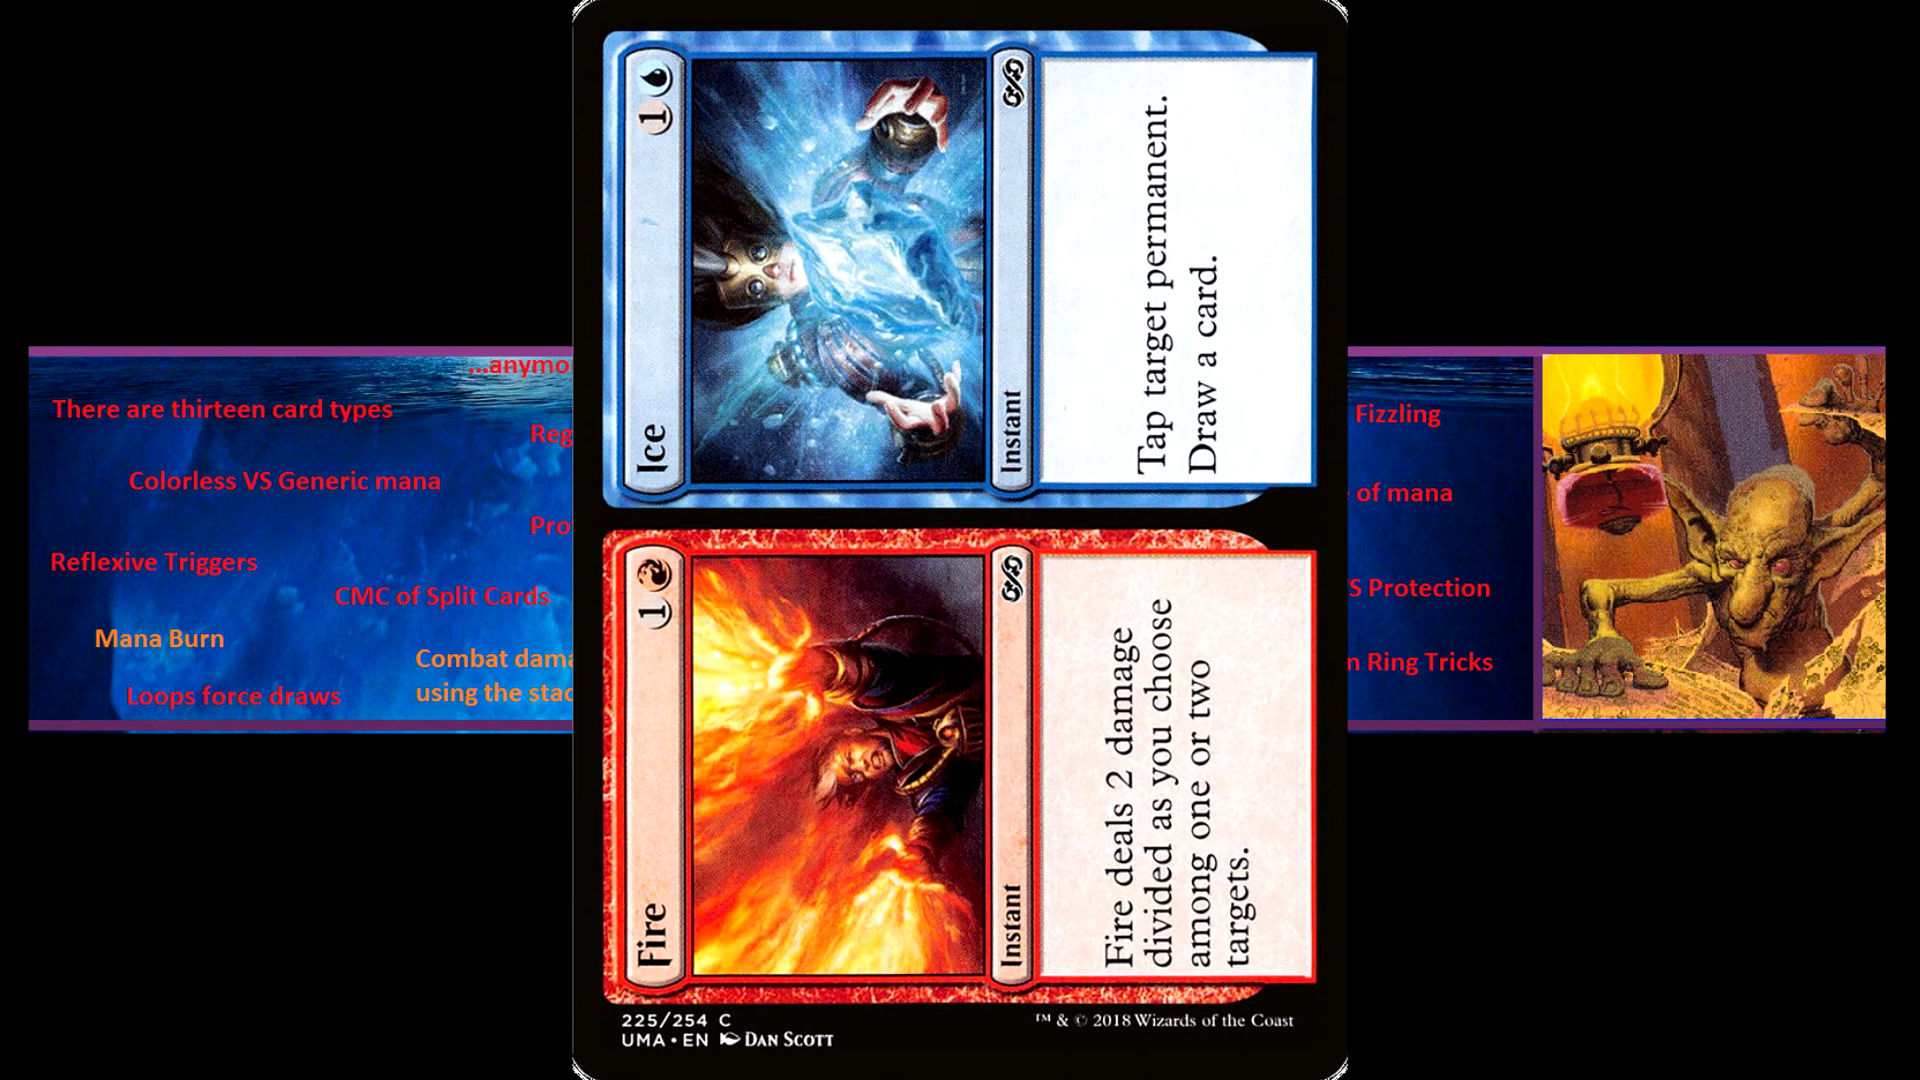 ...anymo
There are thirteen card types
Reg
Colorless VS Generic mana
Pro
Reflexive Triggers
CMC of Split Cards
Mana Burn
Combat dama
using the stac
Loops force draws
Ice 1
Instant
Tap target permanent.
Draw a card.
Fire 1
Instant
Fire deals 2 damage
divided as you choose
among one or two
targets.
225/254 C
UMA • EN DAN SCOTT
™ & © 2018 Wizards of the Coast
Fizzling
of mana
S Protection
n Ring Tricks